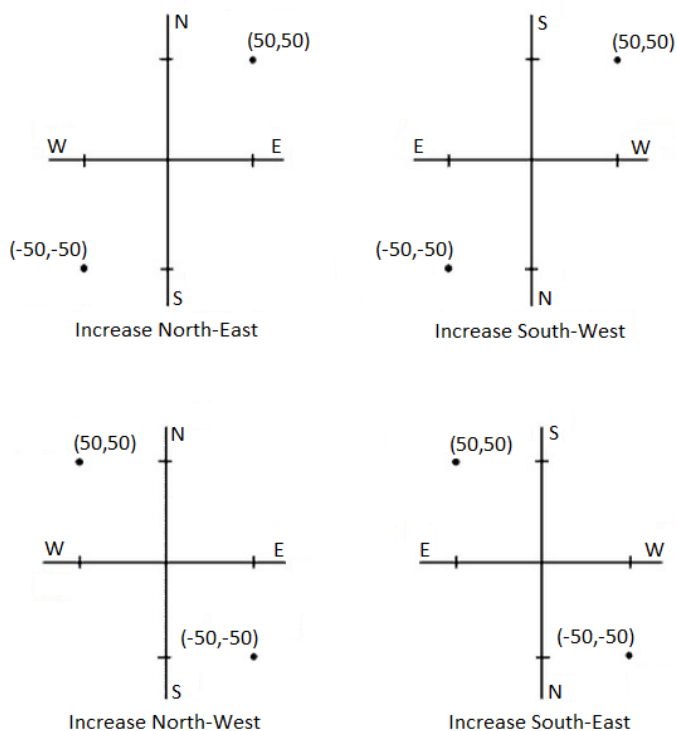 N
(50,50)
W
E
(-50,-50)
S
Increase North-East
S
(50,50)
E
W
(-50,-50)
N
Increase South-West
N
(50,50)
W
E
(-50,-50)
S
Increase North-West
S
(50,50)
E
W
(-50,-50)
N
Increase South-East